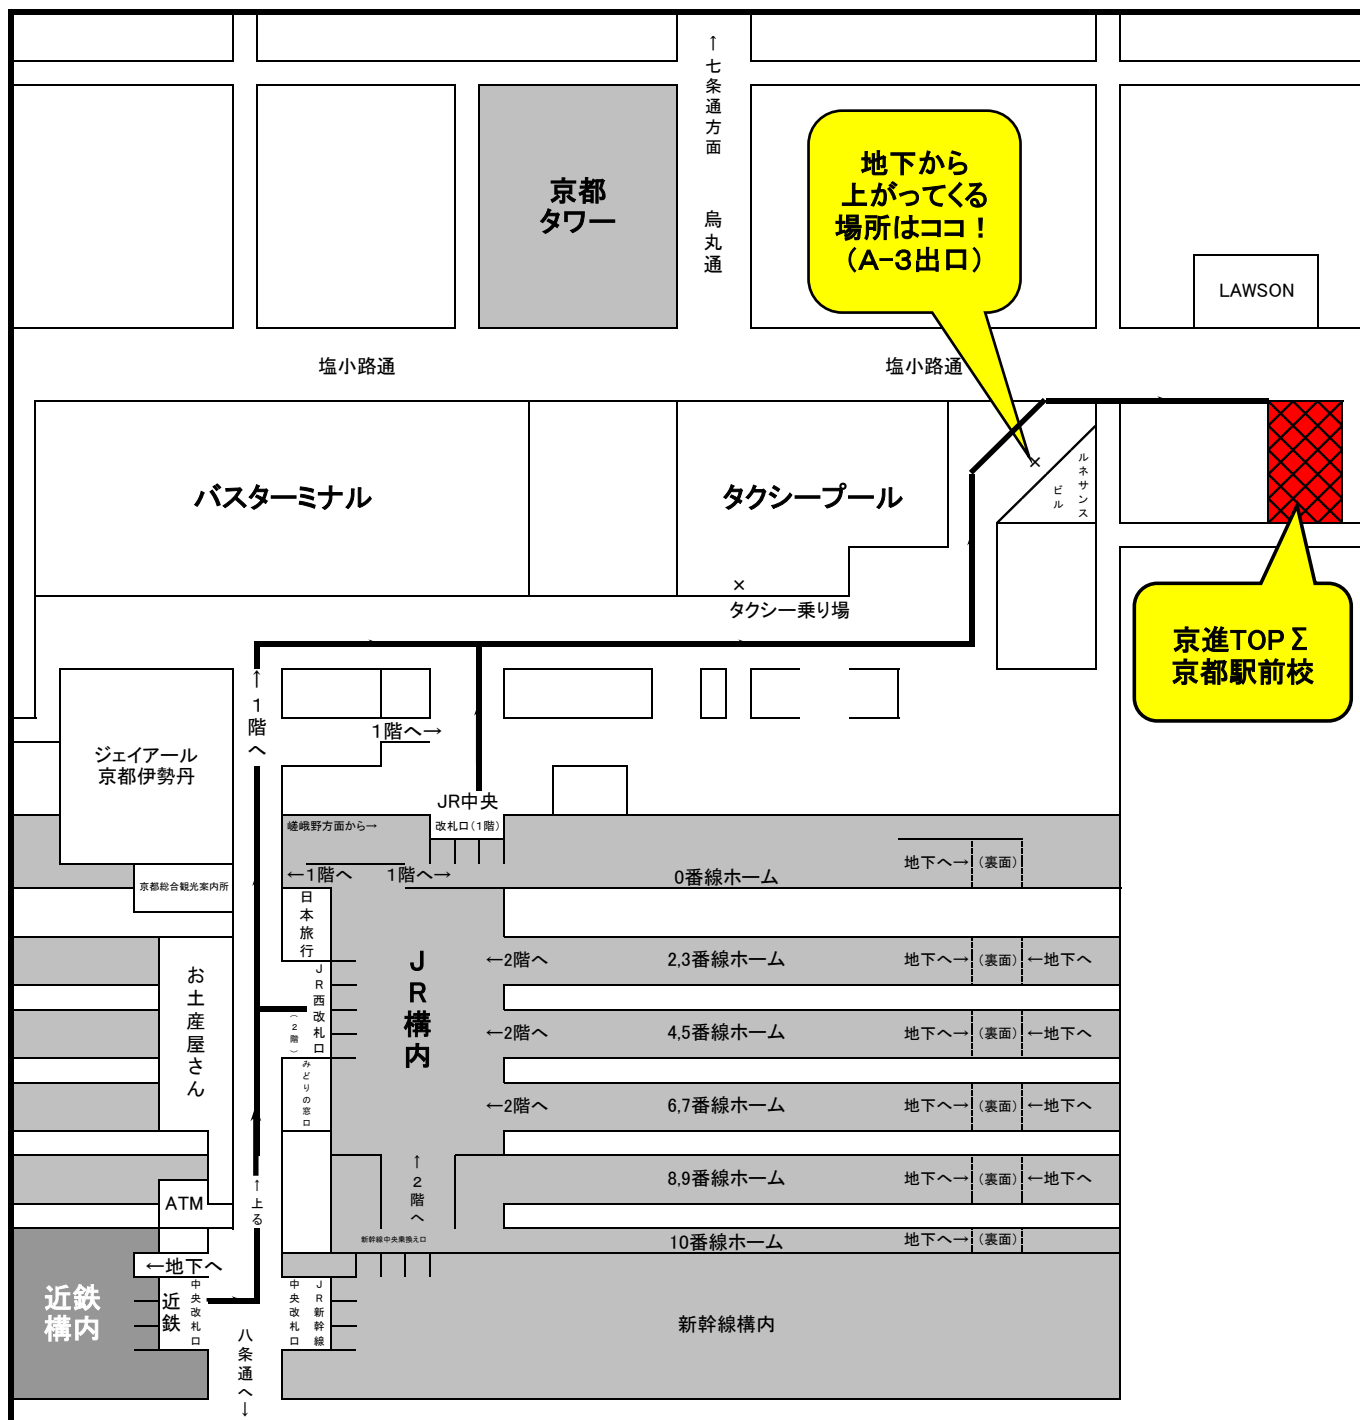 ↑七条通方面
烏丸通
京都
タワー
地下から
上がってくる
場所はココ！
（A-3出口）
LAWSON
塩小路通
塩小路通
バスターミナル
タクシープール
ルネサンス
ビル
×
×
タクシー乗り場
京進TOPΣ
京都駅前校
↑1階へ
1階へ→
ジェイアール
京都伊勢丹
JR中央
改札口（1階）
嵯峨野方面から→
←1階へ
1階へ→
0番線ホーム
地下へ→
（裏面）
京都総合観光案内所
日本旅行
JR構内
←2階へ
2,3番線ホーム
地下へ→
（裏面）
←地下へ
お土産屋さん
JR西改札口
（2階）
←2階へ
4,5番線ホーム
地下へ→
（裏面）
←地下へ
みどりの窓口
←2階へ
6,7番線ホーム
地下へ→
（裏面）
←地下へ
↑2階へ
8,9番線ホーム
地下へ→
（裏面）
←地下へ
ATM
↑上る
新幹線中央乗換え口
10番線ホーム
地下へ→
（裏面）
←地下へ
近鉄
構内
近鉄
中央改札口
JR新幹線
中央改札口
新幹線構内
八条通へ↓